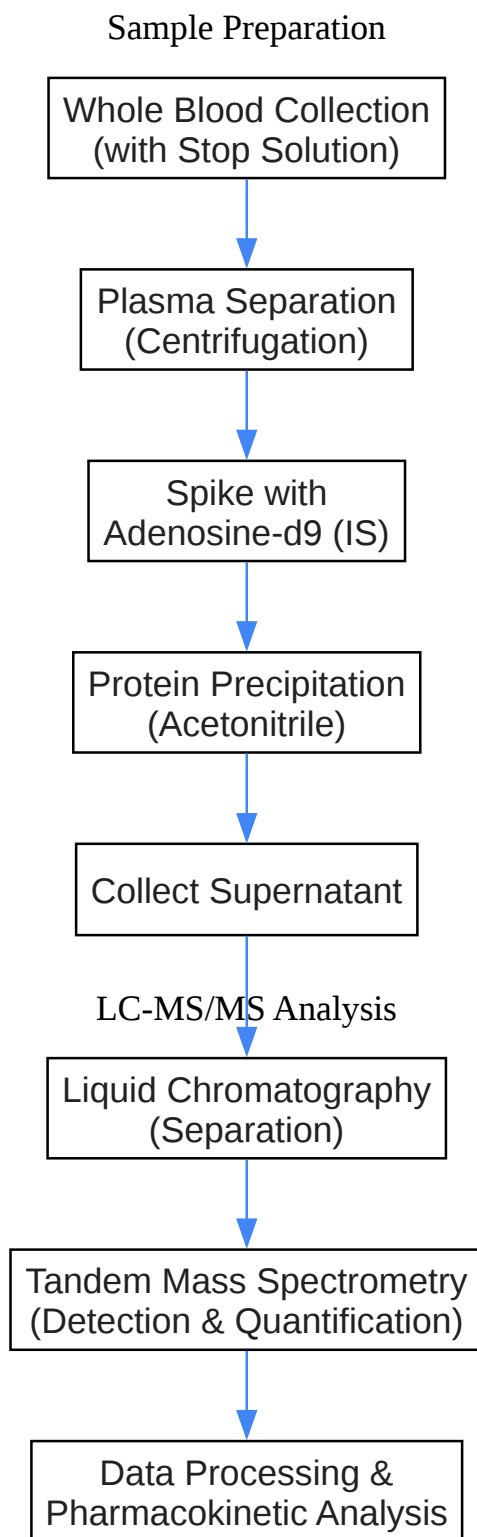 Sample Preparation
Whole Blood Collection
(with Stop Solution)
Plasma Separation
(Centrifugation)
Spike with
Adenosine-d9 (IS)
Protein Precipitation
(Acetonitrile)
Collect Supernatant
LC-MS/MS Analysis
Liquid Chromatography
(Separation)
Tandem Mass Spectrometry
(Detection & Quantification)
Data Processing &
Pharmacokinetic Analysis